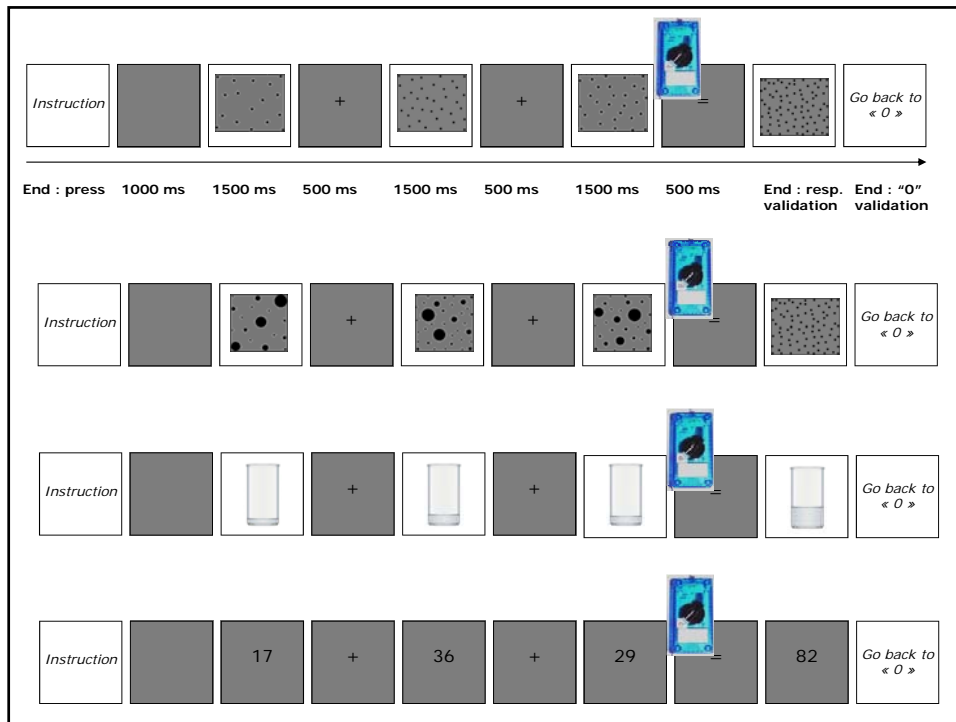 Instruction + + = Go back to
« 0 »
End : press 1000 ms 1500 ms 500 ms 1500 ms 500 ms 1500 ms 500 ms End : resp. End : “0”
validation validation
Instruction + + = Go back to
« 0 »
Instruction + + = Go back to
« 0 »
Instruction 17 + 36 + 29 = 82 Go back to
« 0 »